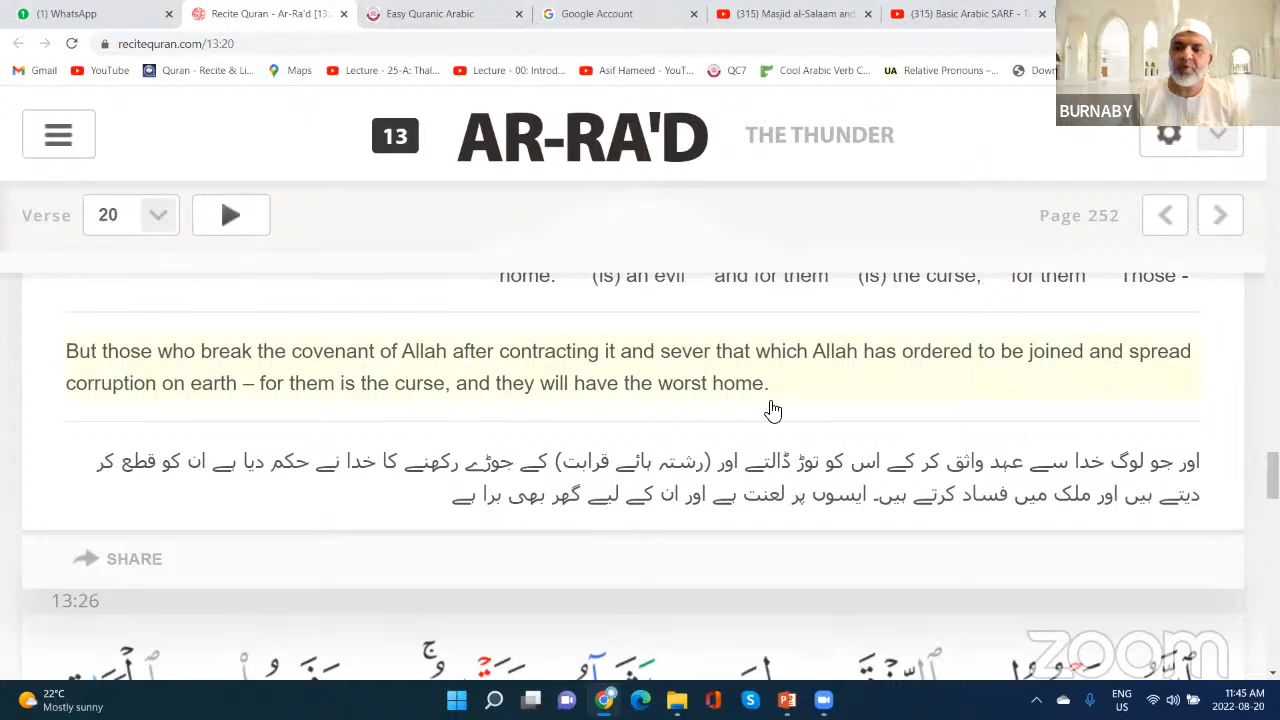 WhatsApp
Recite Quran - Ar-Ra'd [13
Easy Quranic Arabic
Google Account
(315) Masjid al-Salaam and
(315) Basic Arabic SARF - T
recitequran.com/13:20
Gmail
YouTube
Quran - Recite & Li...
Maps
Lecture - 25-A: Thal...
Lecture - 00: Introd...
Asif Hameed - YouT...
QC7
Cool Arabic Verb C...
UA Relative Pronouns –...
BURNABY
13 AR-RA'D THE THUNDER
Verse 20
Page 252
home. (is) an evil and for them (is) the curse, for them Those -
But those who break the covenant of Allah after contracting it and sever that which Allah has ordered to be joined and spread
corruption on earth – for them is the curse, and they will have the worst home.
اور جو لوگ خدا سے عہد واثق کر کے اس کو توڑ ڈالتے اور (رشتہ ہائے قرابت) کے جوڑے رکھنے کا خدا نے حکم دیا ہے ان کو قطع کر
دیتے ہیں اور ملک میں فساد کرتے ہیں۔ ایسوں پر لعنت ہے اور ان کے لیے گھر بھی برا ہے
SHARE
13:26
zoom
22°C
Mostly sunny
ENG
US
11:45 AM
2022-08-20